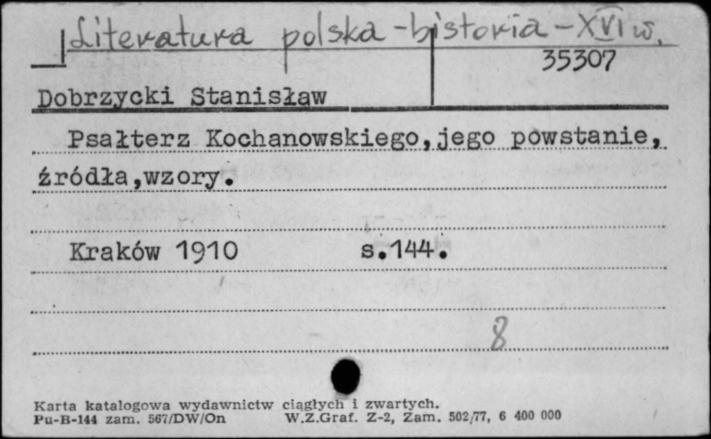 Literatura polska - historia - XVI w.
35307
Dobrzycki Stanisław
Psałterz Kochanowskiego,jego powstanie,
źródła,wzory.
Kraków 1910 s.144.
8
Karta katalogowa wydawnictw ciągłych i zwartych.
Pu-B-144 zam. 567/DW/On W.Z.Graf. Z-2, Zam. 502/77, 6 400 000